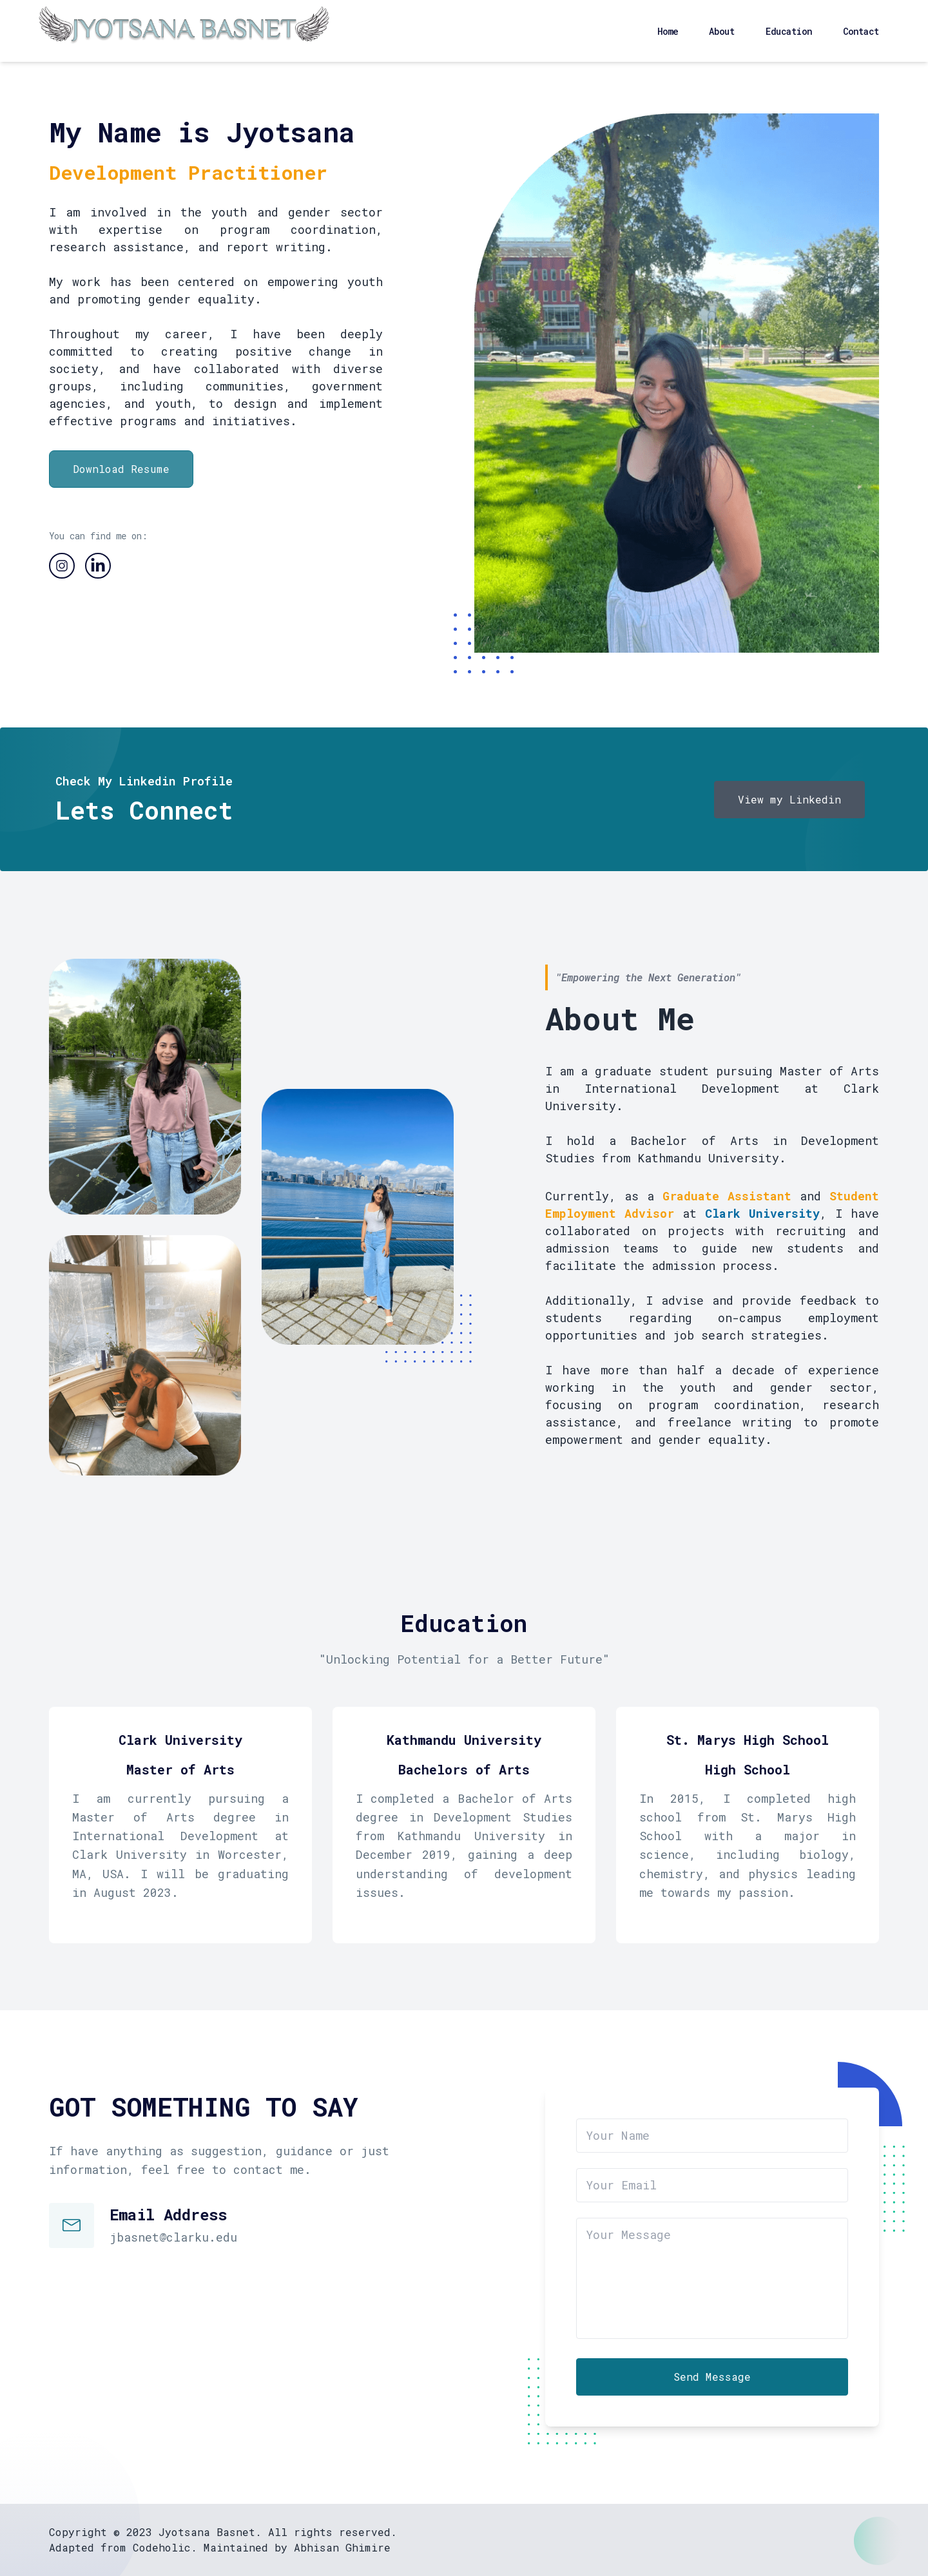 JYOTSANA BASNET
Home About Education Contact
My Name is Jyotsana
Development Practitioner
I am involved in the youth and gender sector
with expertise on program coordination,
research assistance, and report writing.
My work has been centered on empowering youth
and promoting gender equality.
Throughout my career, I have been deeply
committed to creating positive change in
society, and have collaborated with diverse
groups, including communities, government
agencies, and youth, to design and implement
effective programs and initiatives.
Download Resume
You can find me on:
in
Check My Linkedin Profile
Lets Connect
View my Linkedin
"Empowering the Next Generation"
About Me
I am a graduate student pursuing Master of Arts
in International Development at Clark
University.
I hold a Bachelor of Arts in Development
Studies from Kathmandu University.
Currently, as a Graduate Assistant and Student
Employment Advisor at Clark University, I have
collaborated on projects with recruiting and
admission teams to guide new students and
facilitate the admission process.
Additionally, I advise and provide feedback to
students regarding on-campus employment
opportunities and job search strategies.
I have more than half a decade of experience
working in the youth and gender sector,
focusing on program coordination, research
assistance, and freelance writing to promote
empowerment and gender equality.
Education
"Unlocking Potential for a Better Future"
Clark University
Master of Arts
I am currently pursuing a
Master of Arts degree in
International Development at
Clark University in Worcester,
MA, USA. I will be graduating
in August 2023.
Kathmandu University
Bachelors of Arts
I completed a Bachelor of Arts
degree in Development Studies
from Kathmandu University in
December 2019, gaining a deep
understanding of development
issues.
St. Marys High School
High School
In 2015, I completed high
school from St. Marys High
School with a major in
science, including biology,
chemistry, and physics leading
me towards my passion.
GOT SOMETHING TO SAY
If have anything as suggestion, guidance or just
information, feel free to contact me.
Email Address
jbasnet@clarku.edu
Your Name
Your Email
Your Message
Send Message
Copyright © 2023 Jyotsana Basnet. All rights reserved.
Adapted from Codeholic. Maintained by Abhisan Ghimire